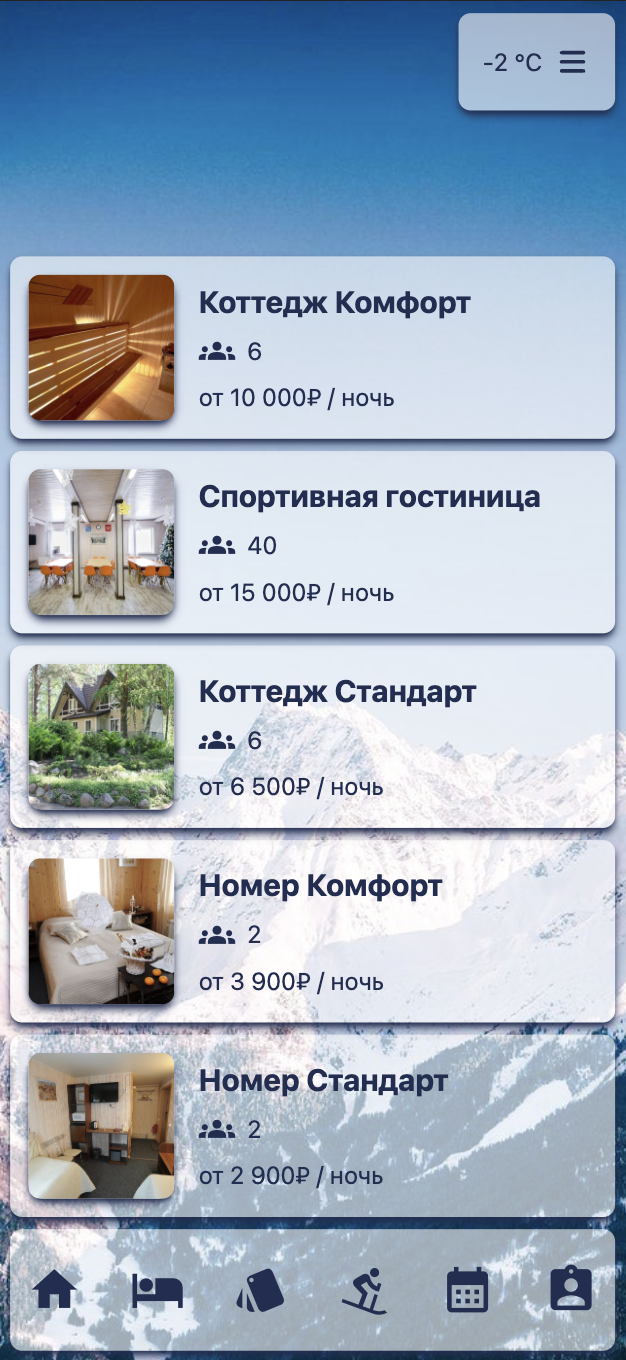 -2 °C
Коттедж Комфорт
6
от 10 000₽ / ночь
Спортивная гостиница
40
от 15 000₽ / ночь
Коттедж Стандарт
6
от 6 500₽ / ночь
Номер Комфорт
2
от 3 900₽ / ночь
Номер Стандарт
2
от 2 900₽ / ночь